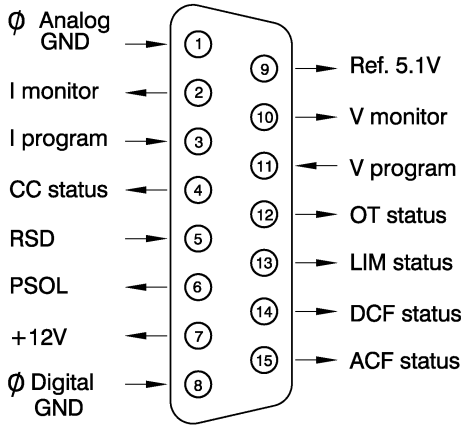 Ø Analog
GND
1
I monitor
2
I program
3
CC status
4
RSD
5
PSOL
6
+12V
7
Ø Digital
GND
8
9
Ref. 5.1V
10
V monitor
11
V program
12
OT status
13
LIM status
14
DCF status
15
ACF status